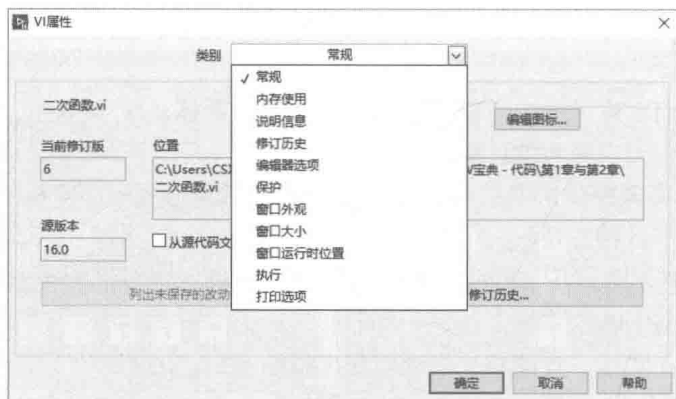 VI属性
类别
常规
常规
内存使用
说明信息
修订历史
编辑器选项
保护
窗口外观
窗口大小
窗口运行时位置
执行
打印选项
二次函数.vi
编辑图标...
当前修订版
位置
6
C:\Users\CSX
V宝典 - 代码\第1章与第2章\
二次函数.vi
源版本
16.0
从源代码文
列出未保存的改动
修订历史...
确定
取消
帮助